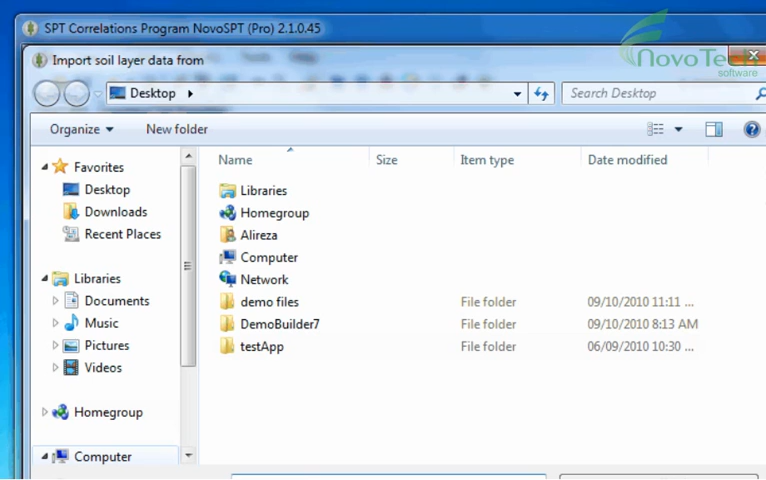 SPT Correlations Program NovoSPT (Pro) 2.1.0.45
Import soil layer data from
NovoTech
software
Desktop
Search Desktop
Organize
New folder
Name Size Item type Date modified
Favorites
Desktop
Downloads
Recent Places
Libraries
Documents
Music
Pictures
Videos
Homegroup
Computer
Libraries
Homegroup
Alireza
Computer
Network
demo files File folder 09/10/2010 11:11 ...
DemoBuilder7 File folder 09/10/2010 8:13 AM
testApp File folder 06/09/2010 10:30 ...